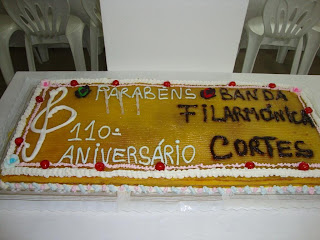 PARABÉNS
110º
ANIVERSÁRIO
BANDA
FILARMÓNICA
CORTES